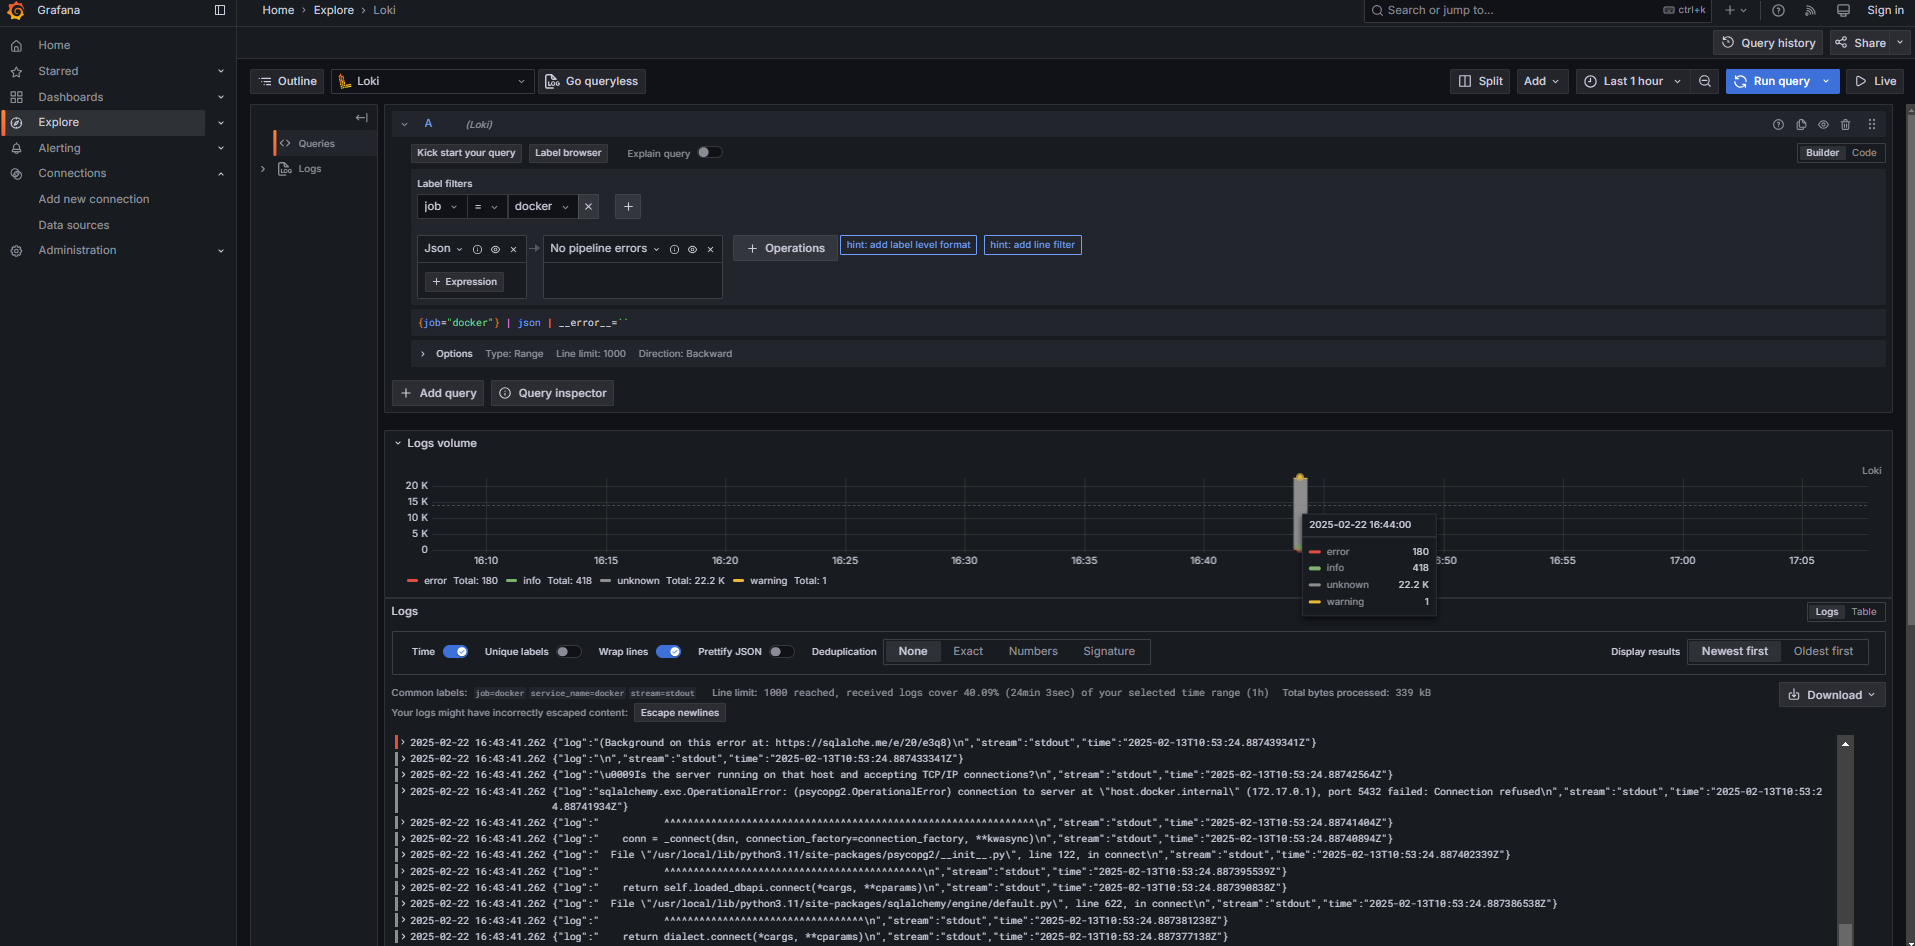 Grafana
Home › Explore › Loki
Search or jump to...
ctrl+k
Sign in
Home
Starred
Dashboards
Explore
Alerting
Connections
Add new connection
Data sources
Administration
Query history
Share
Outline
Loki
Go queryless
Split
Add
Last 1 hour
Run query
Live
Queries
Logs
A (Loki)
Kick start your query
Label browser
Explain query
Builder
Code
Label filters
job
=
docker
Json
No pipeline errors
+ Operations
hint: add label level format
hint: add line filter
+ Expression
{job="docker"} | json | __error__=``
Options Type: Range Line limit: 1000 Direction: Backward
+ Add query
Query inspector
Logs volume
Loki
20 K
15 K
10 K
5 K
0
16:10 16:15 16:20 16:25 16:30 16:35 16:40 5:50 16:55 17:00 17:05
2025-02-22 16:44:00
error 180
info 418
unknown 22.2 K
warning 1
error Total: 180 info Total: 418 unknown Total: 22.2 K warning Total: 1
Logs
Logs
Table
Time
Unique labels
Wrap lines
Prettify JSON
Deduplication
None
Exact
Numbers
Signature
Display results
Newest first
Oldest first
Common labels: job=docker service_name=docker stream=stdout Line limit: 1000 reached, received logs cover 40.09% (24min 3sec) of your selected time range (1h) Total bytes processed: 339 kB
Download
Your logs might have incorrectly escaped content: Escape newlines
2025-02-22 16:43:41.262 {"log":"(Background on this error at: https://sqlalche.me/e/20/e3q8)\n","stream":"stdout","time":"2025-02-13T10:53:24.887439341Z"}
2025-02-22 16:43:41.262 {"log":"\n","stream":"stdout","time":"2025-02-13T10:53:24.887433341Z"}
2025-02-22 16:43:41.262 {"log":"\u0009Is the server running on that host and accepting TCP/IP connections?\n","stream":"stdout","time":"2025-02-13T10:53:24.88742564Z"}
2025-02-22 16:43:41.262 {"log":"sqlalchemy.exc.OperationalError: (psycopg2.OperationalError) connection to server at \"host.docker.internal\" (172.17.0.1), port 5432 failed: Connection refused\n","stream":"stdout","time":"2025-02-13T10:53:2
4.88741934Z"}
2025-02-22 16:43:41.262 {"log":" ^^^^^^^^^^^^^^^^^^^^^^^^^^^^^^^^^^^^^^^^^^^^^^^^^^^^^^^^^^^^^^^\n","stream":"stdout","time":"2025-02-13T10:53:24.88741404Z"}
2025-02-22 16:43:41.262 {"log":" conn = _connect(dsn, connection_factory=connection_factory, **kwasync)\n","stream":"stdout","time":"2025-02-13T10:53:24.88740894Z"}
2025-02-22 16:43:41.262 {"log":" File \"/usr/local/lib/python3.11/site-packages/psycopg2/__init__.py\", line 122, in connect\n","stream":"stdout","time":"2025-02-13T10:53:24.887402339Z"}
2025-02-22 16:43:41.262 {"log":" ^^^^^^^^^^^^^^^^^^^^^^^^^^^^^^^^^^^^^^^^^^^^\n","stream":"stdout","time":"2025-02-13T10:53:24.887395539Z"}
2025-02-22 16:43:41.262 {"log":" return self.loaded_dbapi.connect(*cargs, **cparams)\n","stream":"stdout","time":"2025-02-13T10:53:24.887390838Z"}
2025-02-22 16:43:41.262 {"log":" File \"/usr/local/lib/python3.11/site-packages/sqlalchemy/engine/default.py\", line 622, in connect\n","stream":"stdout","time":"2025-02-13T10:53:24.887386538Z"}
2025-02-22 16:43:41.262 {"log":" ^^^^^^^^^^^^^^^^^^^^^^^^^^^^^^^^^^\n","stream":"stdout","time":"2025-02-13T10:53:24.887381238Z"}
2025-02-22 16:43:41.262 {"log":" return dialect.connect(*cargs, **cparams)\n","stream":"stdout","time":"2025-02-13T10:53:24.887377138Z"}